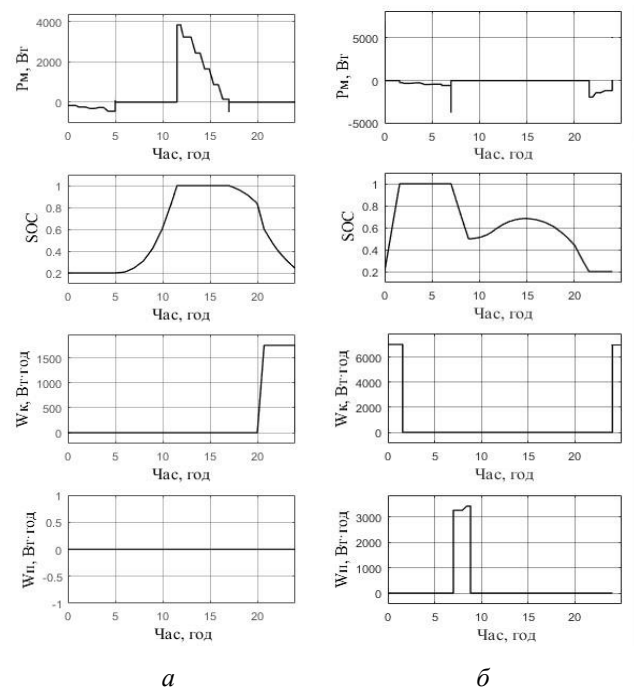 Рм, Вт
4000
2000
0
0 5 10 15 20
Час, год
Рм, Вт
5000
0
-5000
0 5 10 15 20
Час, год
SOC
1
0.8
0.6
0.4
0.2
0 5 10 15 20
Час, год
SOC
1
0.8
0.6
0.4
0.2
0 5 10 15 20
Час, год
Wк, Вт·год
1500
1000
500
0
0 5 10 15 20
Час, год
Wк, Вт·год
6000
4000
2000
0
0 5 10 15 20
Час, год
Wп, Вт·год
1
0.5
0
-0.5
-1
0 5 10 15 20
Час, год
Wп, Вт·год
3000
2000
1000
0
0 5 10 15 20
Час, год
а б